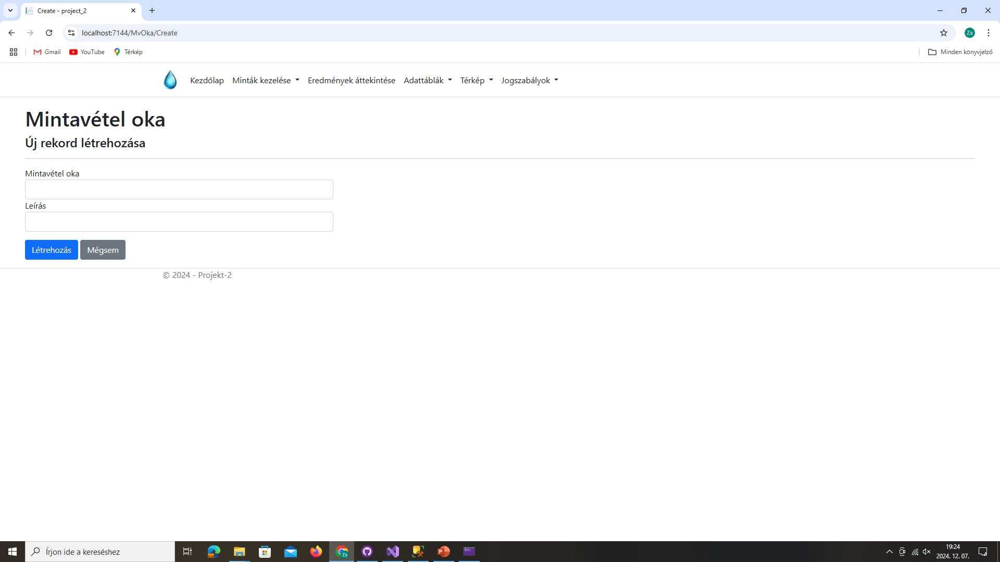 Create - project_2
localhost:7144/MvOka/Create
Zs
Gmail
YouTube
Térkép
Minden könyvjelző
Kezdőlap
Minták kezelése
Eredmények áttekintése
Adattáblák
Térkép
Jogszabályok
Mintavétel oka
Új rekord létrehozása
Mintavétel oka
Leírás
Létrehozás
Mégsem
© 2024 - Projekt-2
Írjon ide a kereséshez
Zs
19:24
2024. 12. 07.